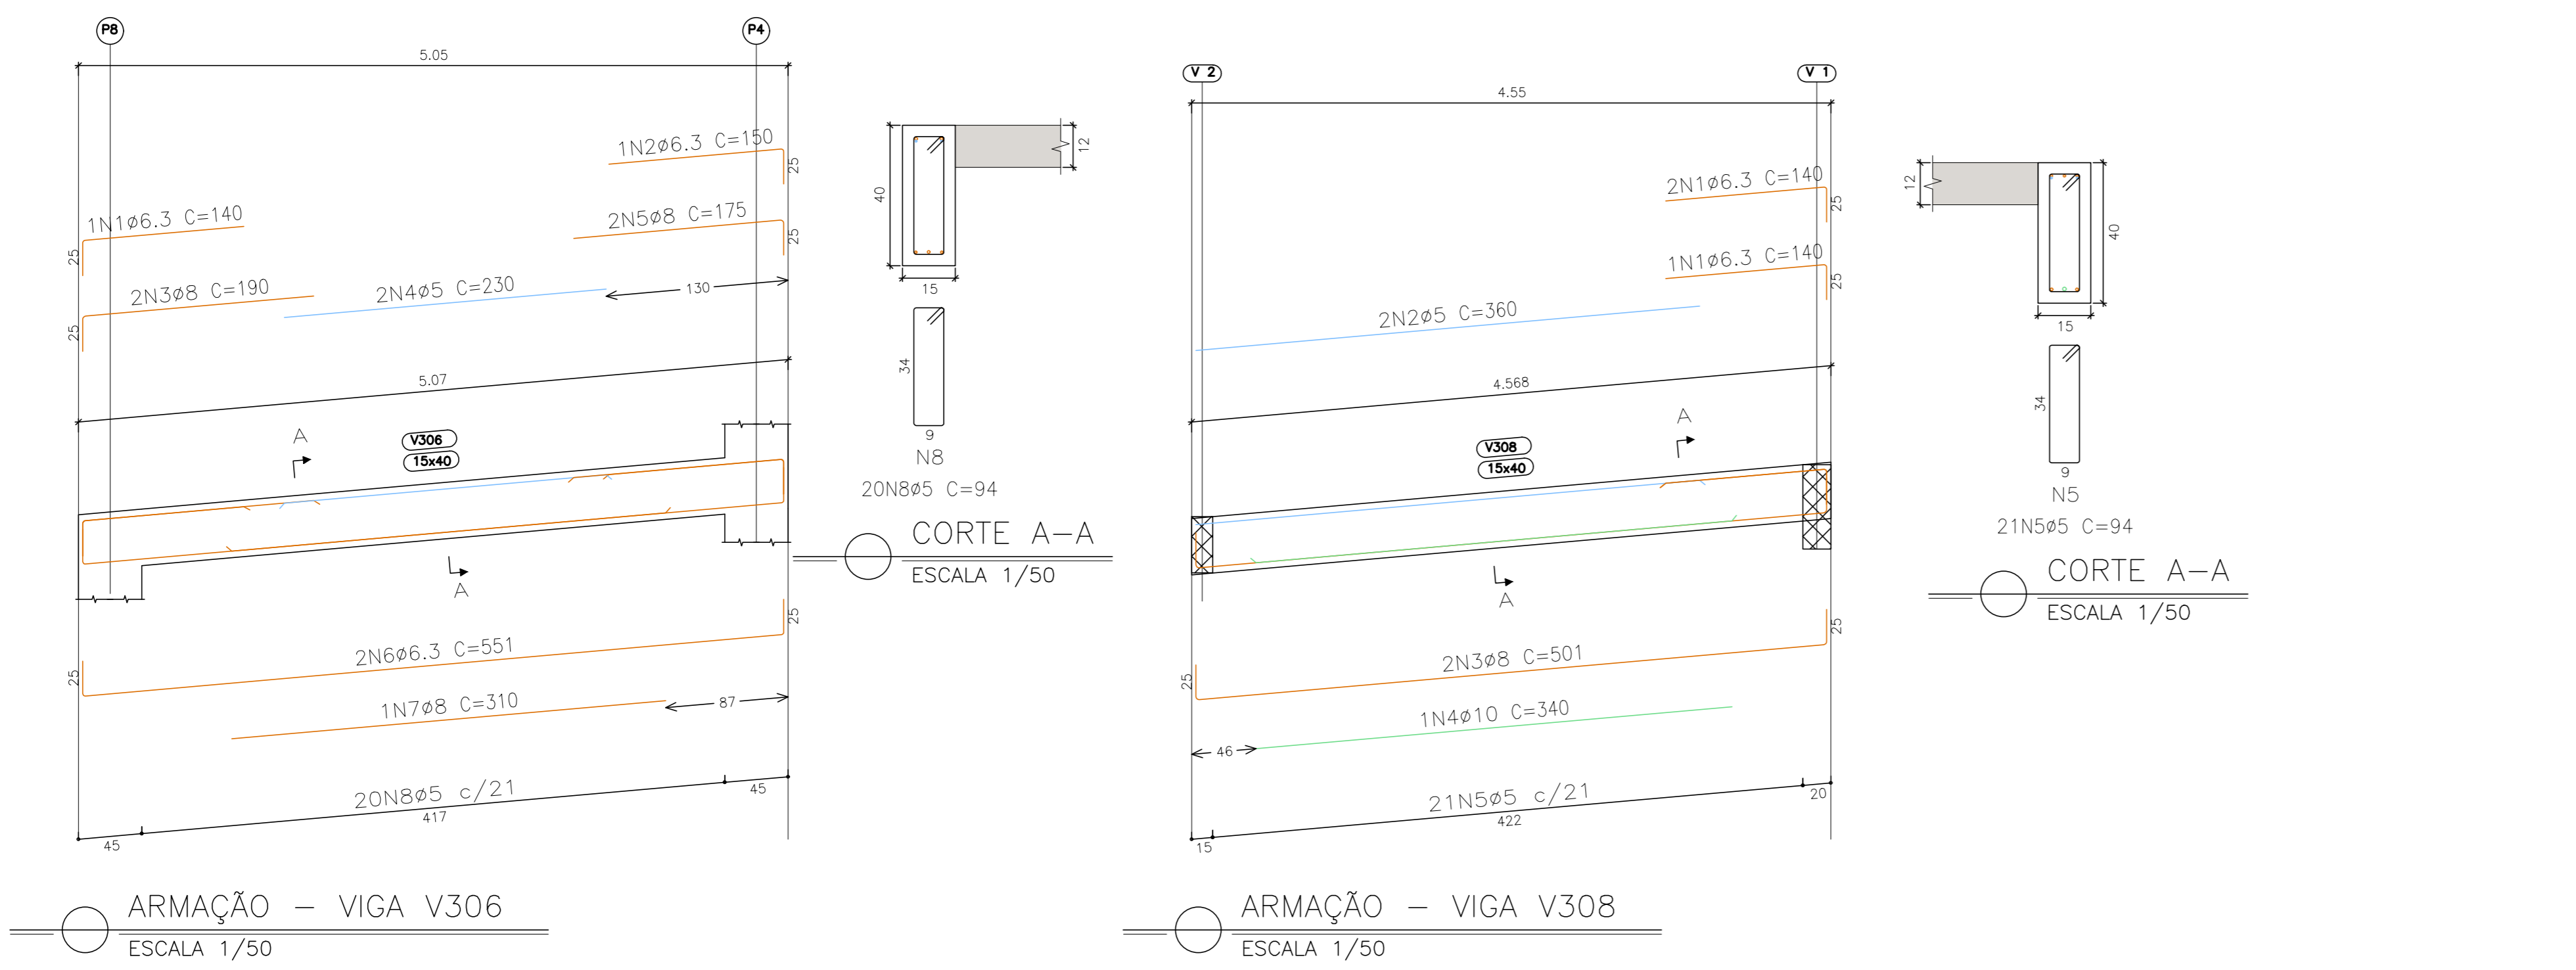 P8
P4
5.05
1N2ø6.3 C=150
25
1N1ø6.3 C=140
25
2N5ø8 C=175
25
2N3ø8 C=190
25
2N4ø5 C=230
130
5.07
A
V306
15x40
A
25
2N6ø6.3 C=551
25
1N7ø8 C=310
87
20N8ø5 c/21
45
417
45
ARMAÇÃO – VIGA V306
ESCALA 1/50
40
12
15
34
9
N8
20N8ø5 C=94
CORTE A–A
ESCALA 1/50
V 2
V 1
4.55
2N1ø6.3 C=140
25
1N1ø6.3 C=140
25
2N2ø5 C=360
4.568
A
V308
15x40
A
25
2N3ø8 C=501
25
1N4ø10 C=340
46
21N5ø5 c/21
20
422
15
ARMAÇÃO – VIGA V308
ESCALA 1/50
12
40
15
34
9
N5
21N5ø5 C=94
CORTE A–A
ESCALA 1/50